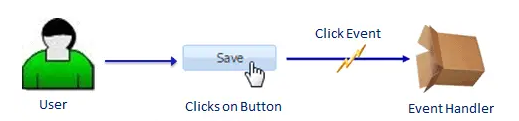 Click Event
Save
User
Clicks on Button
Event Handler